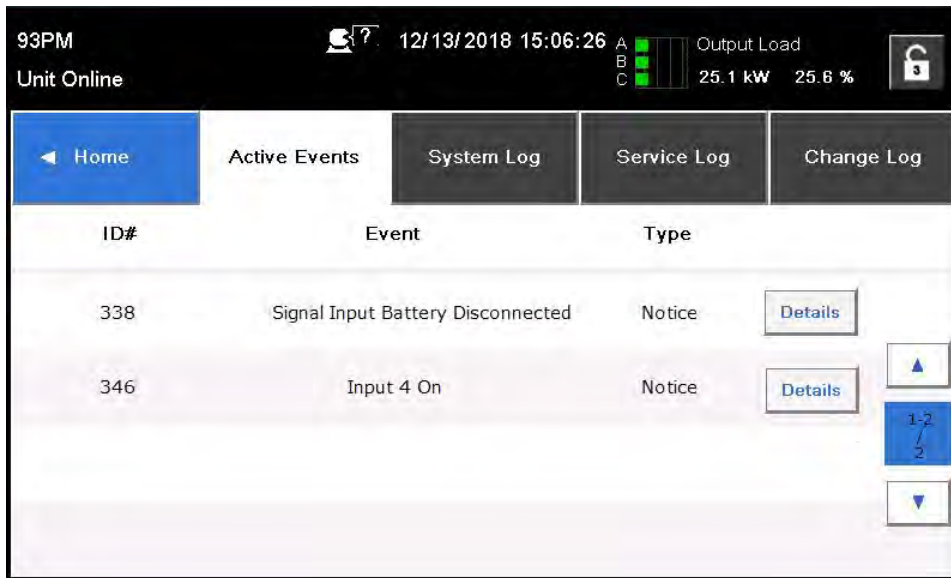 93PM
? 12/13/2018 15:06:26
A
B
C
Output Load
Unit Online
25.1 kW 25.6 %
3
◄ Home
Active Events
System Log
Service Log
Change Log
ID# Event Type
338 Signal Input Battery Disconnected Notice Details
346 Input 4 On Notice Details
▲
1-2
/
2
▼